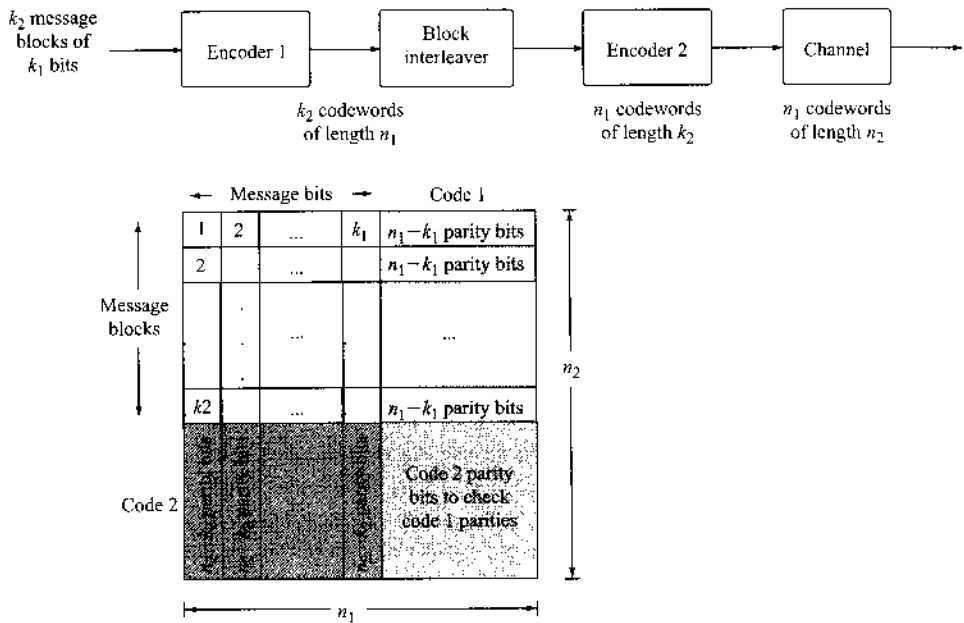 k₂ message
blocks of
k₁ bits
Encoder 1
Block
interleaver
Encoder 2
Channel
k₂ codewords
of length n₁
n₁ codewords
of length k₂
n₁ codewords
of length n₂
Message bits
Code 1
1
2
...
k₁
n₁−k₁ parity bits
2
...
n₁−k₁ parity bits
Message
blocks
...
...
n₂
k2
...
n₁−k₁ parity bits
Code 2
Code 2 parity
bits to check
code 1 parities
n₁